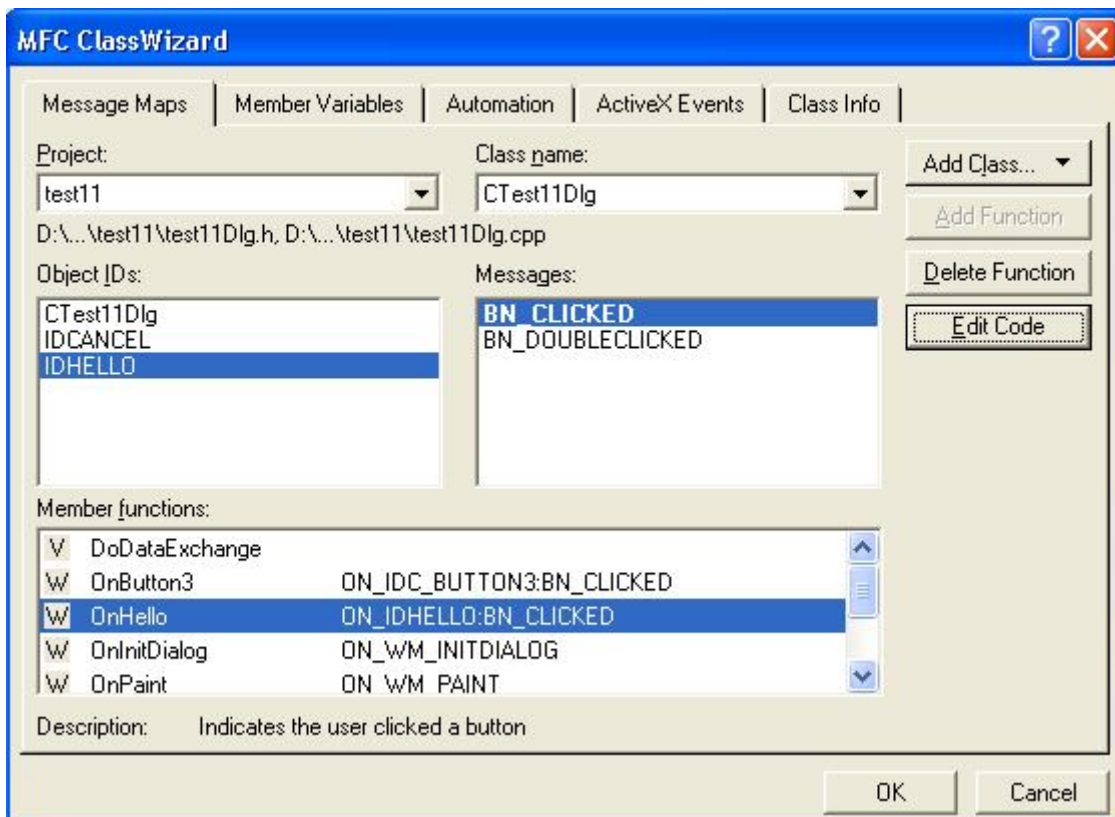 MFC ClassWizard
Message Maps Member Variables Automation ActiveX Events Class Info
Project: Class name: Add Class...
test11 CTest11Dlg Add Function
D:\...\test11\test11Dlg.h, D:\...\test11\test11Dlg.cpp
Object IDs: Messages: Delete Function
CTest11Dlg BN_CLICKED Edit Code
IDCANCEL BN_DOUBLECLICKED
IDHELLO
Member functions:
V DoDataExchange
W OnButton3 ON_IDC_BUTTON3:BN_CLICKED
W OnHello ON_IDHELLO:BN_CLICKED
W OnInitDialog ON_WM_INITDIALOG
W OnPaint ON_WM_PAINT
Description: Indicates the user clicked a button
OK Cancel